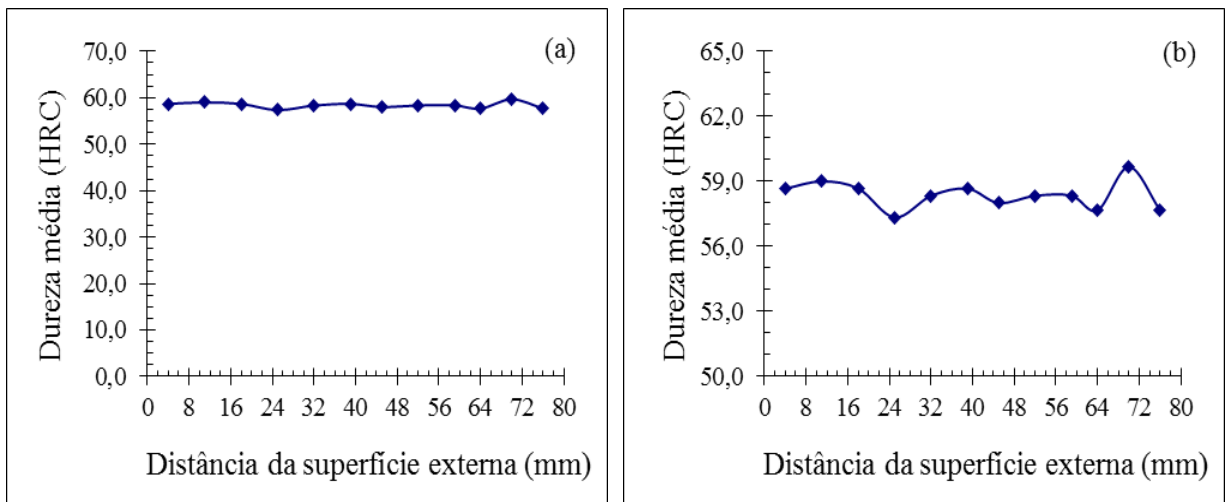 (a)
Dureza média (HRC)
70,0
60,0
50,0
40,0
30,0
20,0
10,0
0,0
0 8 16 24 32 40 48 56 64 72 80
Distância da superfície externa (mm)
(b)
Dureza média (HRC)
65,0
62,0
59,0
56,0
53,0
50,0
0 8 16 24 32 40 48 56 64 72 80
Distância da superfície externa (mm)